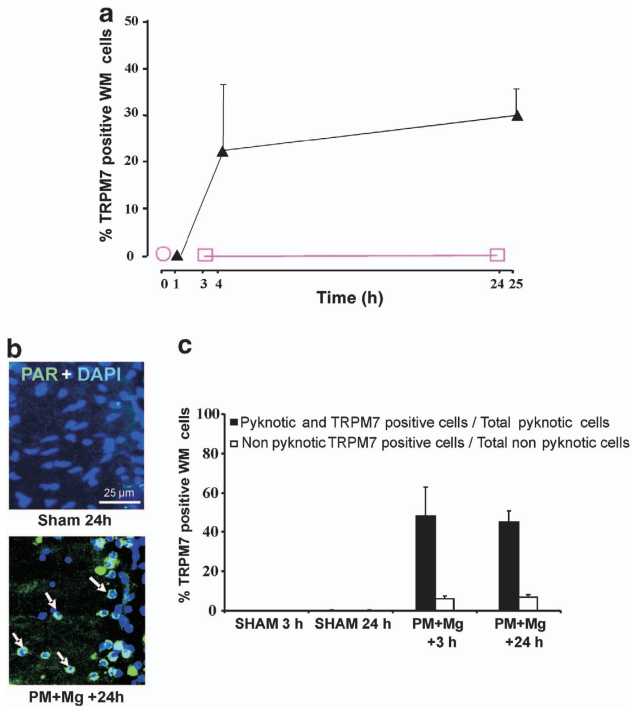 a
% TRPM7 positive WM cells
50
40
30
20
10
0
0 1 3 4 24 25
Time (h)
b
PAR + DAPI
25 µm
Sham 24h
PM+Mg +24h
c
% TRPM7 positive WM cells
100
80
60
40
20
0
Pyknotic and TRPM7 positive cells / Total pyknotic cells
Non pyknotic TRPM7 positive cells / Total non pyknotic cells
SHAM 3 h SHAM 24 h PM+Mg PM+Mg
+3 h +24 h